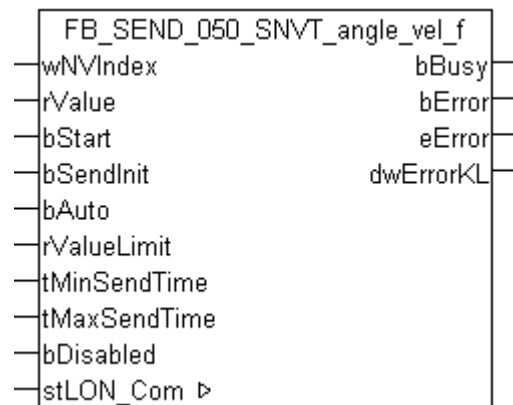 FB_SEND_050_SNVT_angle_vel_f
wNVIndex bBusy
rValue bError
bStart eError
bSendInit dwErrorKL
bAuto
rValueLimit
tMinSendTime
tMaxSendTime
bDisabled
stLON_Com ▷